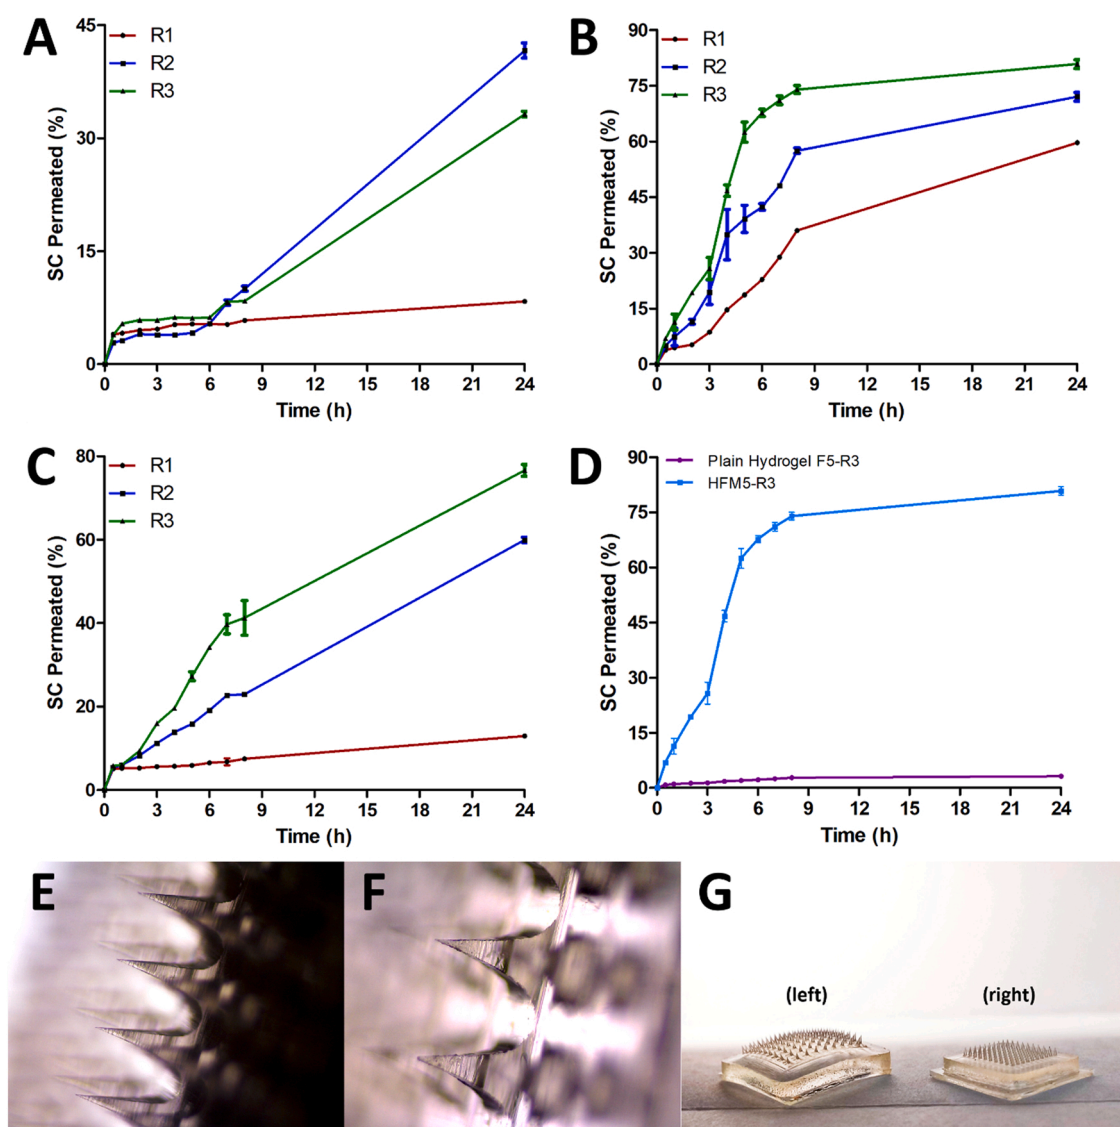 A
R1
R2
R3
SC Permeated (%)
45
30
15
0
0 3 6 9 12 15 18 21 24
Time (h)
B
R1
R2
R3
SC Permeated (%)
90
75
60
45
30
15
0
0 3 6 9 12 15 18 21 24
Time (h)
C
R1
R2
R3
SC Permeated (%)
80
60
40
20
0
0 3 6 9 12 15 18 21 24
Time (h)
D
Plain Hydrogel F5-R3
HFM5-R3
SC Permeated (%)
90
75
60
45
30
15
0
0 3 6 9 12 15 18 21 24
Time (h)
E
F
G
(left)
(right)